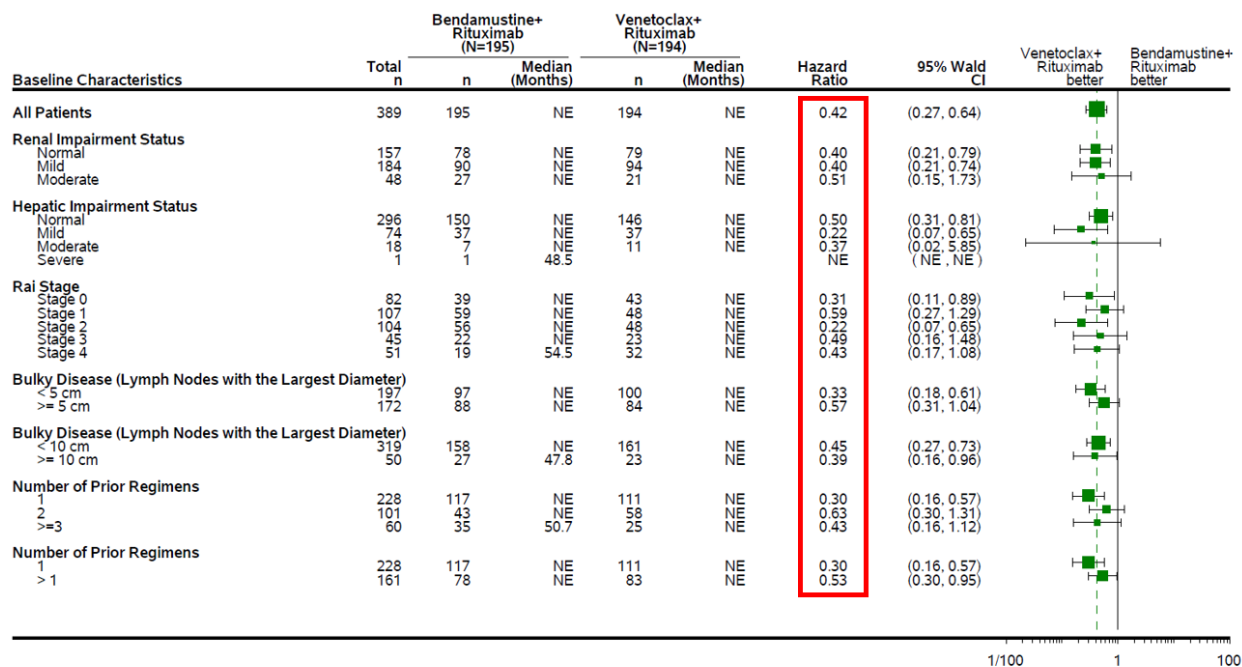 Bendamustine+ Rituximab (N=195) Venetoclax+ Rituximab (N=194)
Baseline Characteristics Total n n Median (Months) n Median (Months) Hazard Ratio 95% Wald CI Venetoclax+ Rituximab better Bendamustine+ Rituximab better
All Patients 389 195 NE 194 NE 0.42 (0.27, 0.64)
Renal Impairment Status
Normal 157 78 NE 79 NE 0.40 (0.21, 0.79)
Mild 184 90 NE 94 NE 0.40 (0.21, 0.74)
Moderate 48 27 NE 21 NE 0.51 (0.15, 1.73)
Hepatic Impairment Status
Normal 296 150 NE 146 NE 0.50 (0.31, 0.81)
Mild 74 37 NE 37 NE 0.22 (0.07, 0.65)
Moderate 18 7 NE 11 NE 0.37 (0.02, 5.85)
Severe 1 1 48.5 NE ( NE , NE )
Rai Stage
Stage 0 82 39 NE 43 NE 0.31 (0.11, 0.89)
Stage 1 107 59 NE 48 NE 0.59 (0.27, 1.29)
Stage 2 104 56 NE 48 NE 0.22 (0.07, 0.65)
Stage 3 45 22 NE 23 NE 0.49 (0.16, 1.48)
Stage 4 51 19 54.5 32 NE 0.43 (0.17, 1.08)
Bulky Disease (Lymph Nodes with the Largest Diameter)
< 5 cm 197 97 NE 100 NE 0.33 (0.18, 0.61)
>= 5 cm 172 88 NE 84 NE 0.57 (0.31, 1.04)
Bulky Disease (Lymph Nodes with the Largest Diameter)
< 10 cm 319 158 NE 161 NE 0.45 (0.27, 0.73)
>= 10 cm 50 27 47.8 23 NE 0.39 (0.16, 0.96)
Number of Prior Regimens
1 228 117 NE 111 NE 0.30 (0.16, 0.57)
2 101 43 NE 58 NE 0.63 (0.30, 1.31)
>=3 60 35 50.7 25 NE 0.43 (0.16, 1.12)
Number of Prior Regimens
1 228 117 NE 111 NE 0.30 (0.16, 0.57)
> 1 161 78 NE 83 NE 0.53 (0.30, 0.95)
1/100 1 100